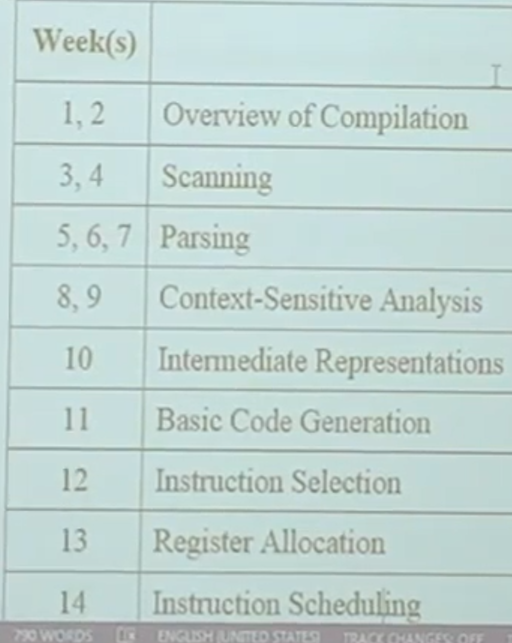 Week(s)
1, 2 Overview of Compilation
3, 4 Scanning
5, 6, 7 Parsing
8, 9 Context-Sensitive Analysis
10 Intermediate Representations
11 Basic Code Generation
12 Instruction Selection
13 Register Allocation
14 Instruction Scheduling
790 WORDS ENGLISH (UNITED STATES) TRACK CHANGES: OFF